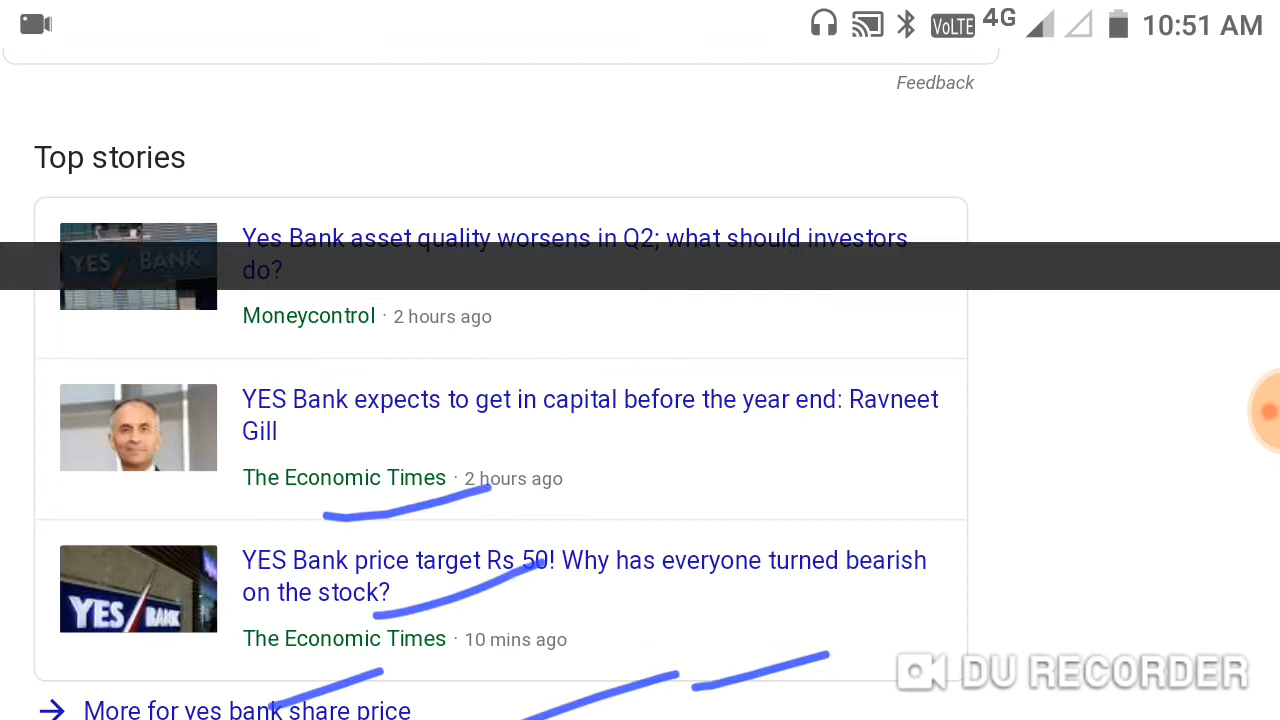 VoLTE 4G 10:51 AM
Feedback
Top stories
YES BANK
Yes Bank asset quality worsens in Q2; what should investors
do?
Moneycontrol · 2 hours ago
YES Bank expects to get in capital before the year end: Ravneet
Gill
The Economic Times · 2 hours ago
YES BANK
YES Bank price target Rs 50! Why has everyone turned bearish
on the stock?
The Economic Times · 10 mins ago
DU RECORDER
More for yes bank share price